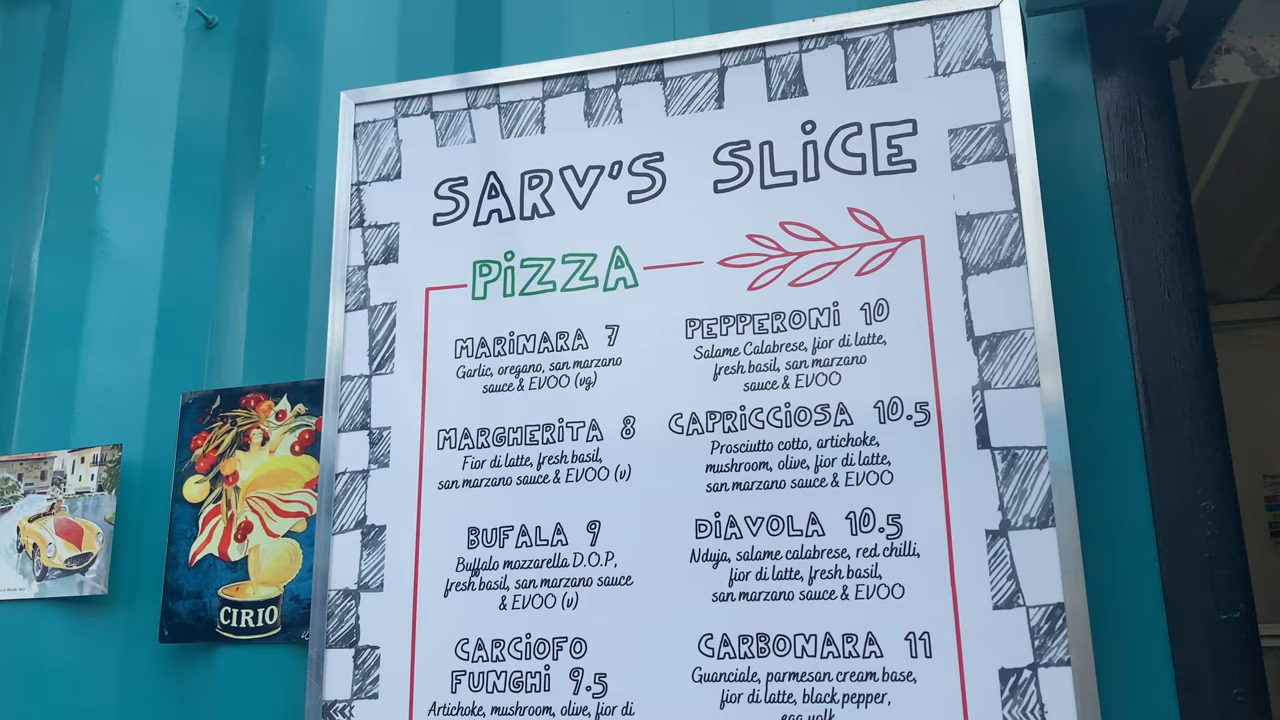 SARV'S SLiCE
PiZZA
MARiNARA 7
Garlic, oregano, san marzano
sauce & EVOO (vg)
MARGHERiTA 8
Fior di latte, fresh basil,
san marzano sauce & EVOO (v)
BUFALA 9
Buffalo mozzarella D.O.P,
fresh basil, san marzano sauce
& EVOO (v)
CARCiOFO
FUNGHi 9.5
Artichoke, mushroom, olive, fior di
PEPPERONi 10
Salame Calabrese, fior di latte,
fresh basil, san marzano
sauce & EVOO
CAPRiCCiOSA 10.5
Prosciutto cotto, artichoke,
mushroom, olive, fior di latte,
san marzano sauce & EVOO
DiAVOLA 10.5
Nduja, salame calabrese, red chilli,
fior di latte, fresh basil,
san marzano sauce & EVOO
CARBONARA 11
Guanciale, parmesan cream base,
fior di latte, black pepper,
egg yolk
CIRIO